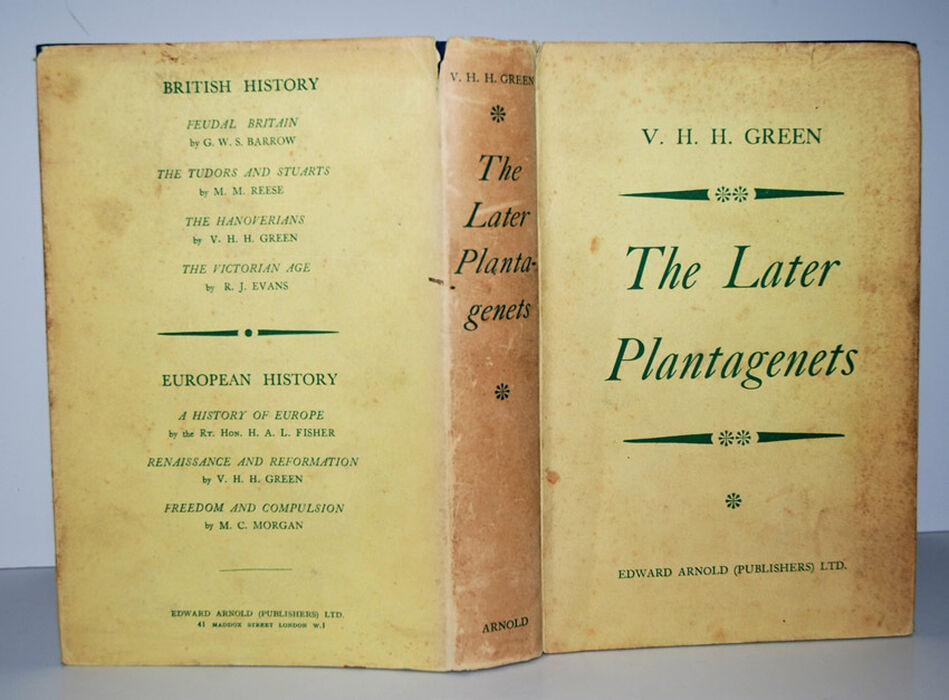 BRITISH HISTORY
FEUDAL BRITAIN
by G. W. S. BARROW
THE TUDORS AND STUARTS
by M. M. REESE
THE HANOVERIANS
by V. H. H. GREEN
THE VICTORIAN AGE
by R. J. EVANS
EUROPEAN HISTORY
A HISTORY OF EUROPE
by the RT. HON. H. A. L. FISHER
RENAISSANCE AND REFORMATION
by V. H. H. GREEN
FREEDOM AND COMPULSION
by M. C. MORGAN
EDWARD ARNOLD (PUBLISHERS) LTD.
41 MADDOX STREET LONDON W.1
V. H. H. GREEN
The
Later
Planta-
genets
ARNOLD
V. H. H. GREEN
The Later
Plantagenets
EDWARD ARNOLD (PUBLISHERS) LTD.